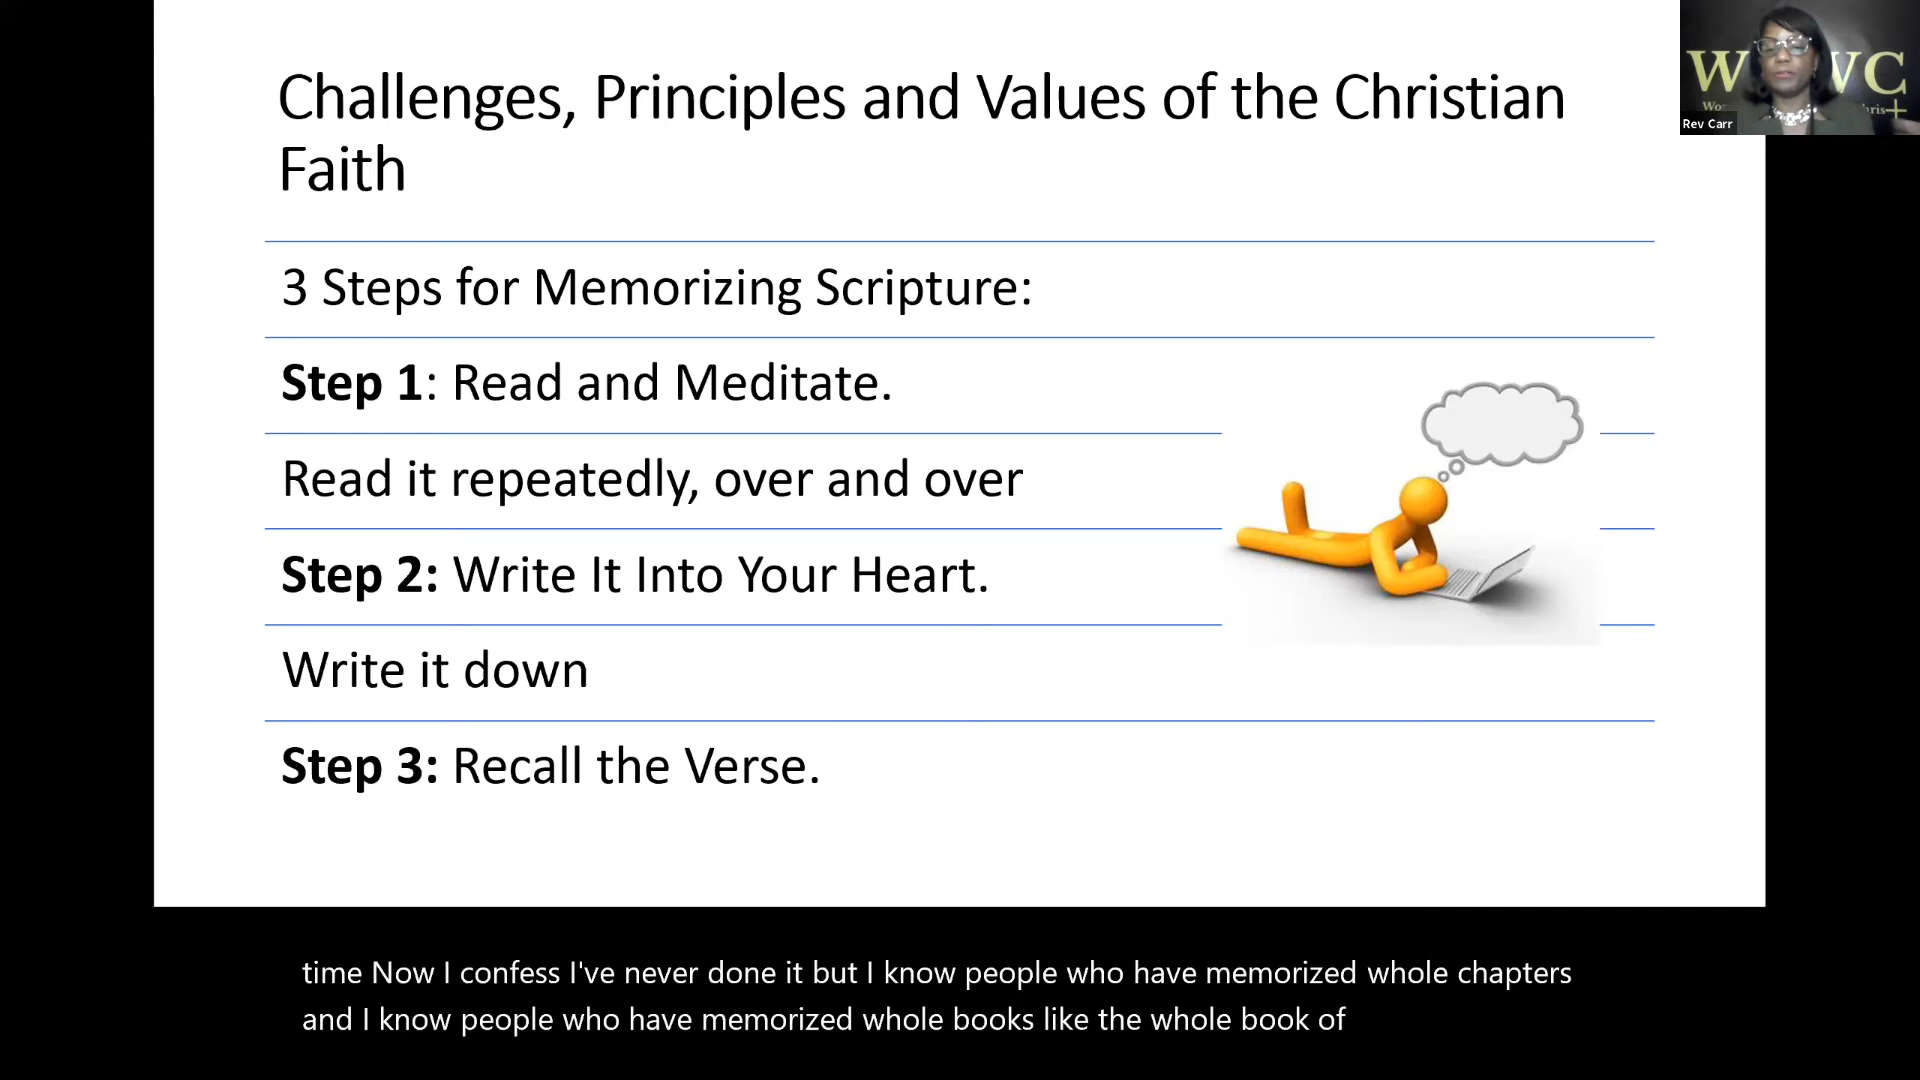 Challenges, Principles and Values of the Christian
Faith
3 Steps for Memorizing Scripture:
Step 1: Read and Meditate.
Read it repeatedly, over and over
Step 2: Write It Into Your Heart.
Write it down
Step 3: Recall the Verse.
Rev Carr
time Now I confess I've never done it but I know people who have memorized whole chapters
and I know people who have memorized whole books like the whole book of